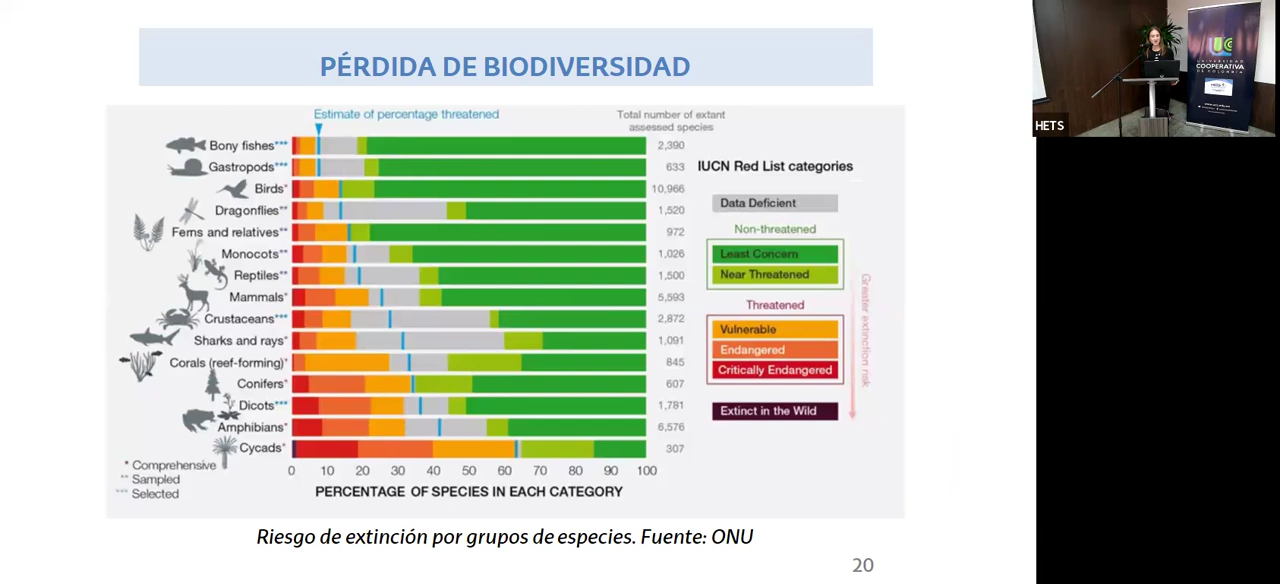 PÉRDIDA DE BIODIVERSIDAD
Estimate of percentage threatened
Total number of extant
assessed species
Bony fishes*** 2,390
Gastropods*** 633
Birds* 10,966
Dragonflies** 1,520
Ferns and relatives** 972
Monocots** 1,026
Reptiles** 1,500
Mammals* 5,593
Crustaceans*** 2,872
Sharks and rays* 1,091
Corals (reef-forming)* 845
Conifers* 607
Dicots*** 1,781
Amphibians* 6,576
Cycads* 307
0 10 20 30 40 50 60 70 80 90 100
PERCENTAGE OF SPECIES IN EACH CATEGORY
* Comprehensive
** Sampled
*** Selected
IUCN Red List categories
Data Deficient
Non-threatened
Least Concern
Near Threatened
Threatened
Vulnerable
Endangered
Critically Endangered
Extinct in the Wild
Greater extinction risk
Riesgo de extinción por grupos de especies. Fuente: ONU
20
HETS
UCC
UNIVERSIDAD
COOPERATIVA
DE COLOMBIA